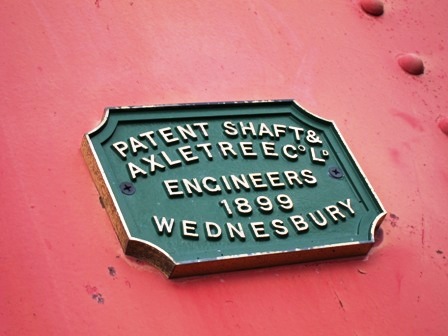 PATENT SHAFT &
AXLETREE Co Ld
ENGINEERS
1899
WEDNESBURY